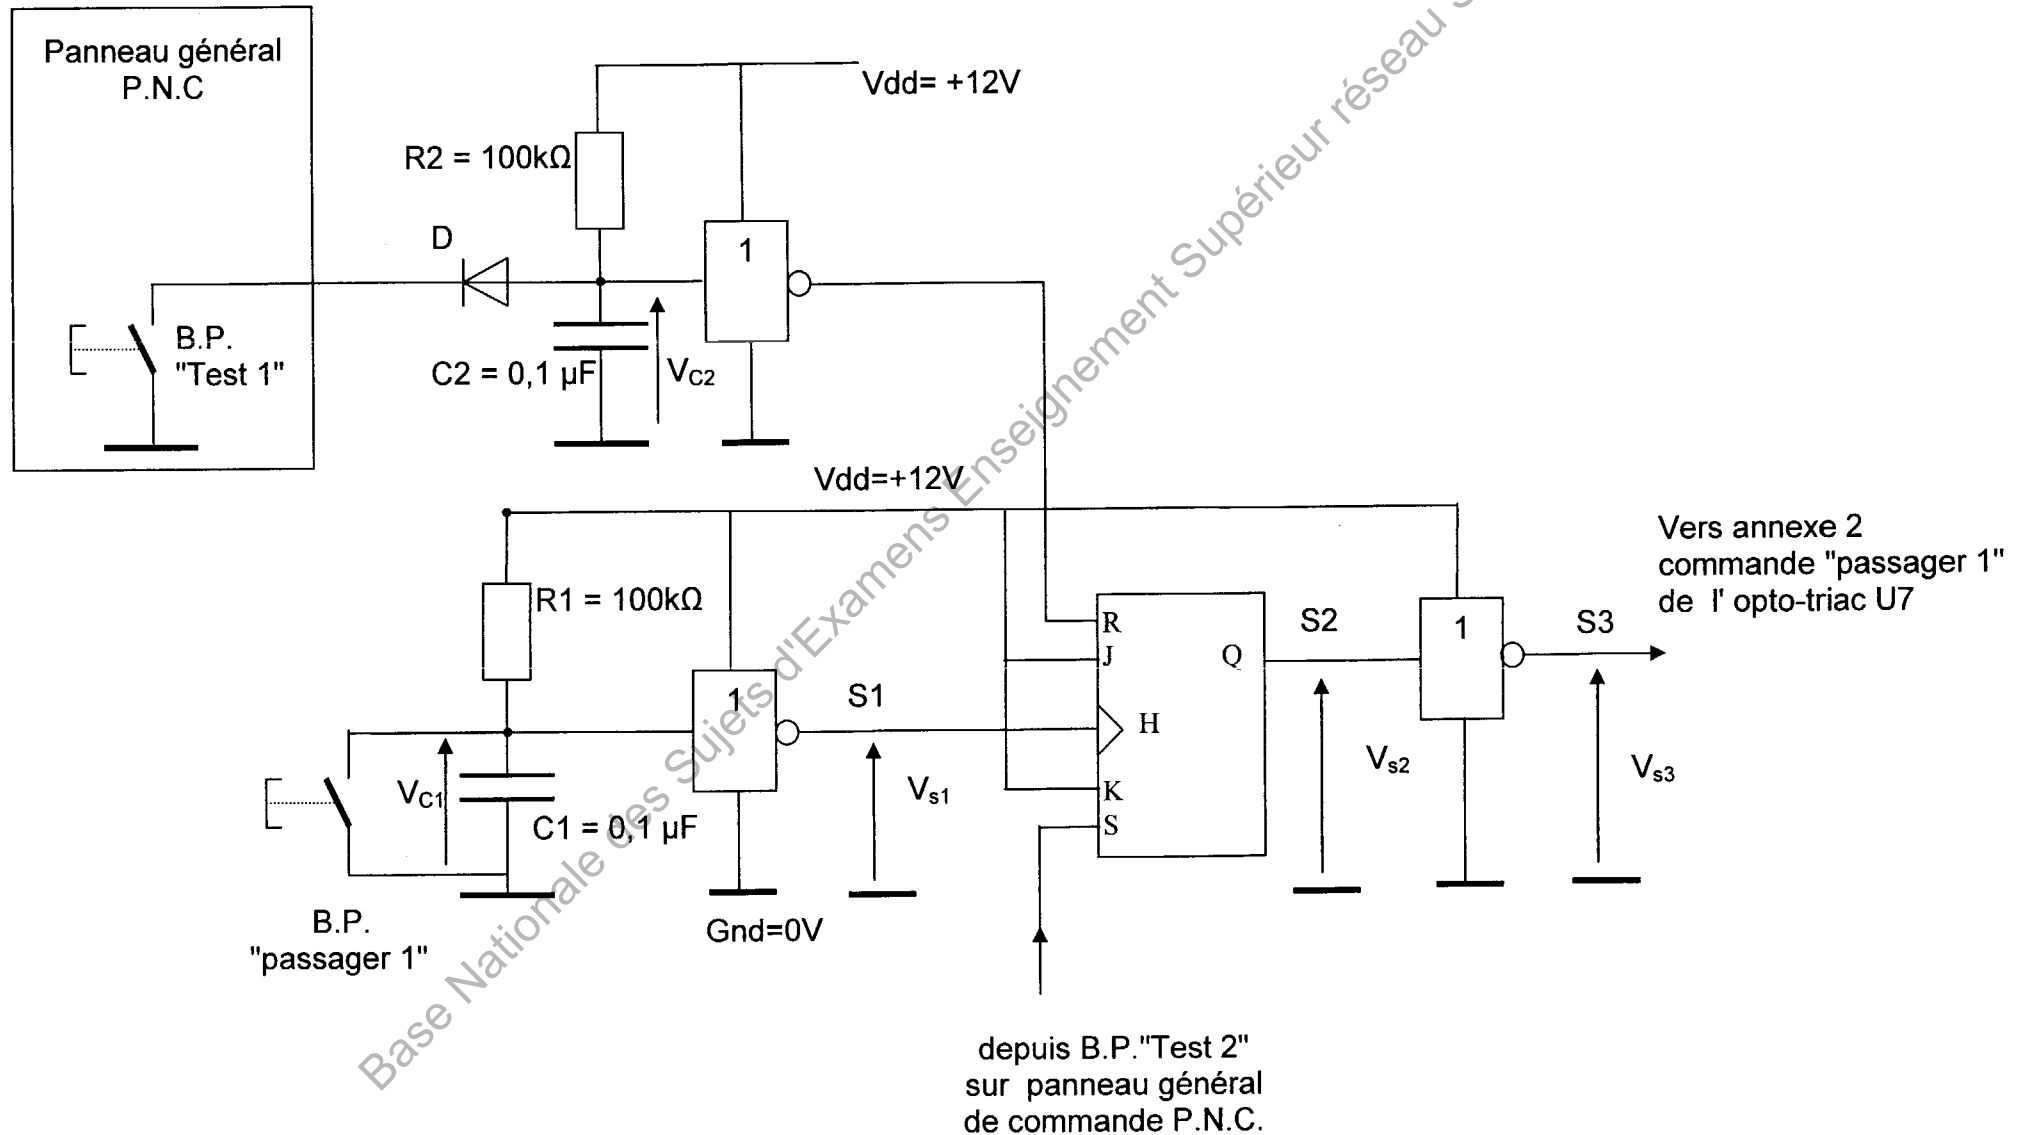 Panneau général
P.N.C
Vdd= +12V
R2 = 100kΩ
D
1
B.P.
"Test 1"
C2 = 0,1 µF
VC2
Vdd=+12V
R1 = 100kΩ
1
S1
VC1
C1 = 0,1 µF
Vs1
B.P.
"passager 1"
Gnd=0V
R
J
H
K
S
Q
S2
Vs2
1
S3
Vs3
Vers annexe 2
commande "passager 1"
de l' opto-triac U7
depuis B.P."Test 2"
sur panneau général
de commande P.N.C.
Base Nationale des Sujets d'Examens Enseignement Supérieur réseau